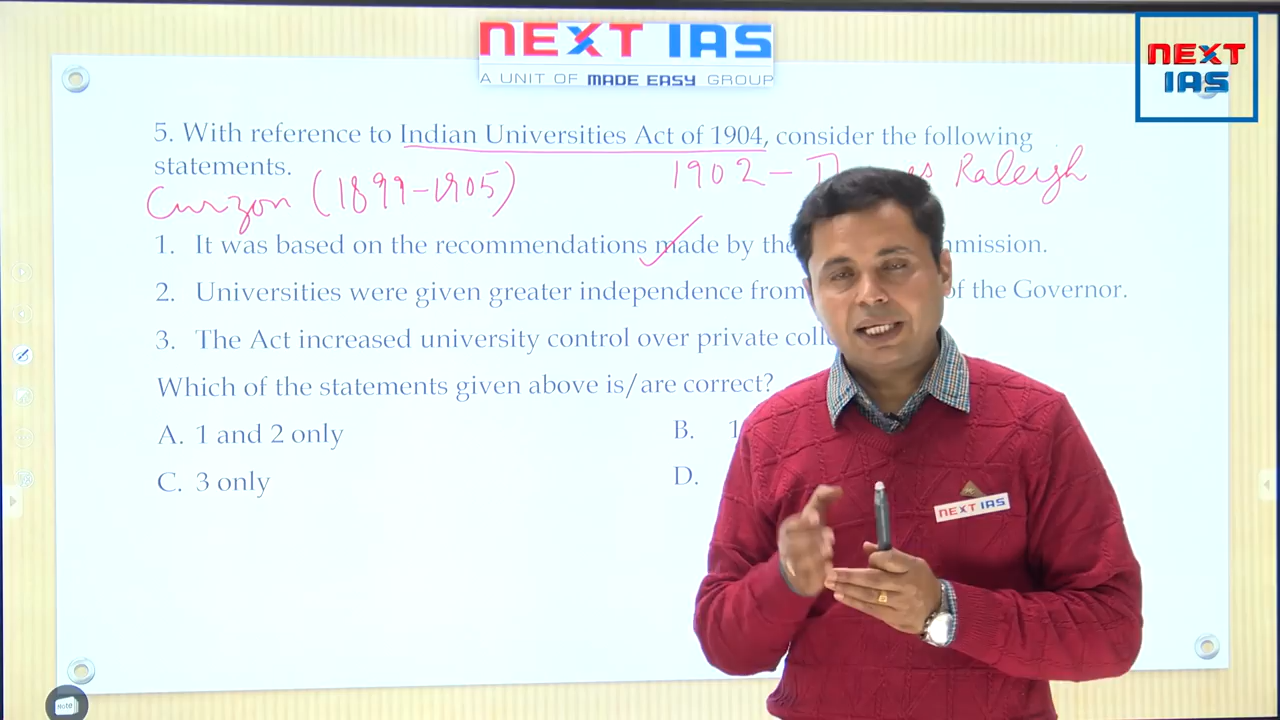 NEXT IAS
A UNIT OF MADE EASY GROUP
NEXT
IAS
5. With reference to Indian Universities Act of 1904, consider the following
statements.
1902 – Raleigh
Curzon (1899-1905)
1. It was based on the recommendations made by the
2. Universities were given greater independence from of the Governor.
3. The Act increased university control over private
Which of the statements given above is/are correct?
A. 1 and 2 only
B. 1
C. 3 only
D.
NEXT IAS
Note